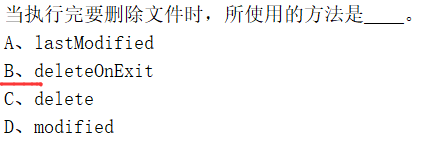 当执行完要删除文件时，所使用的方法是____。
A、lastModified
B、deleteOnExit
C、delete
D、modified